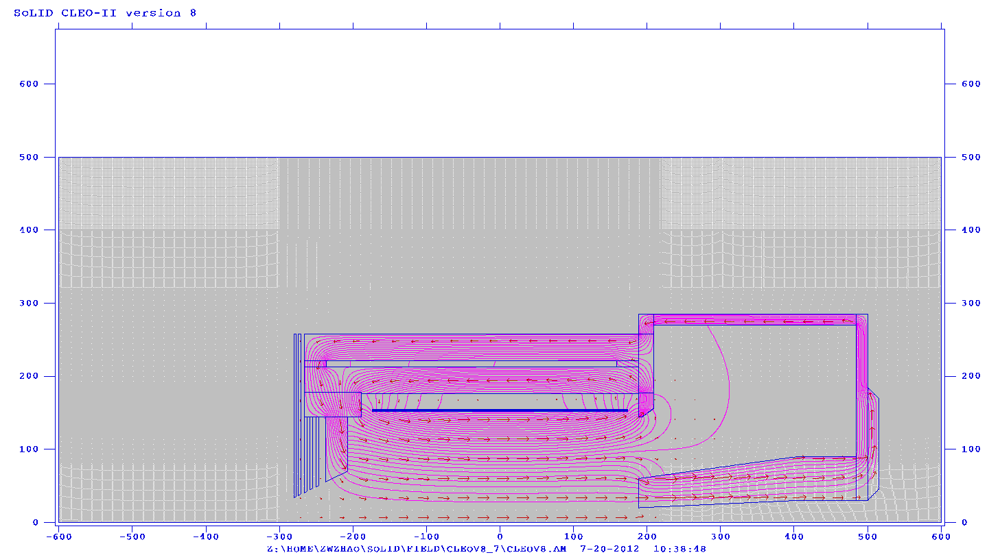 SoLID CLEO-II version 8
600 600
500 500
400 400
300 300
200 200
100 100
0 0
-600 -500 -400 -300 -200 -100 0 100 200 300 400 500 600
Z:\HOME\ZWZHAO\SOLID\FIELD\CLEOV8_7\CLEOV8.AM 7-20-2012 10:38:48